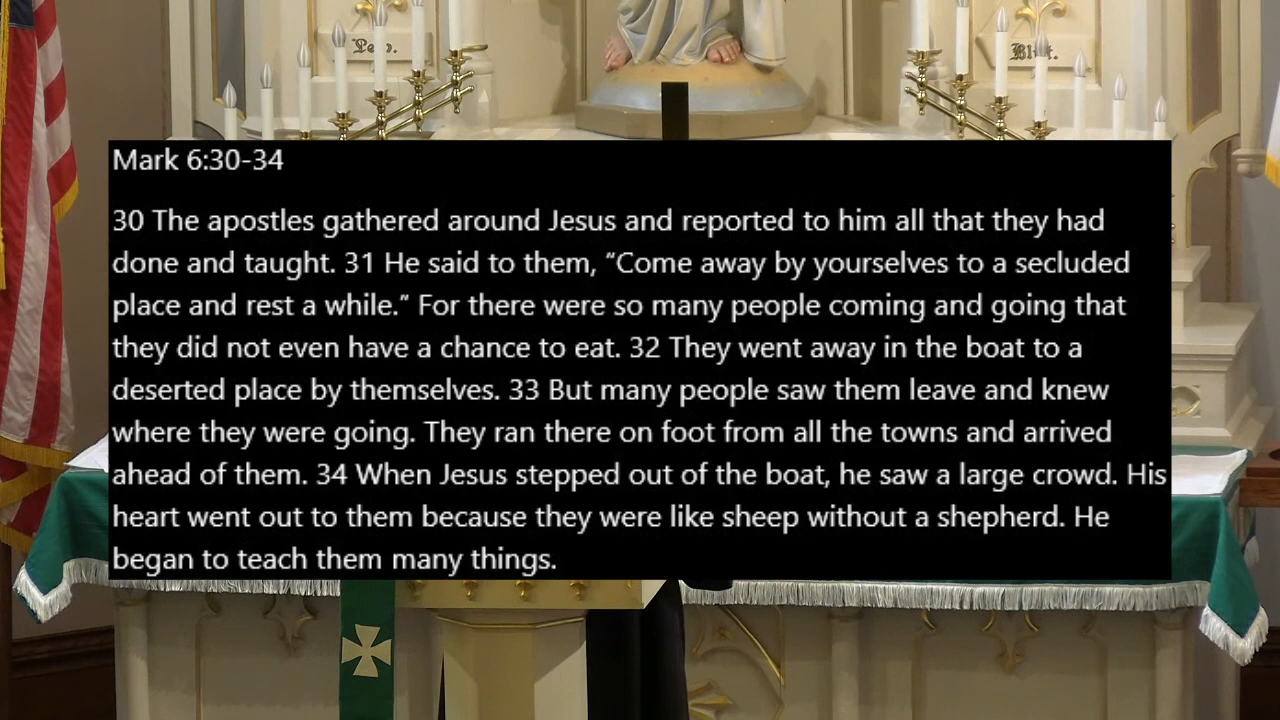 Pew.
Mark 6:30-34
30 The apostles gathered around Jesus and reported to him all that they had
done and taught. 31 He said to them, “Come away by yourselves to a secluded
place and rest a while.” For there were so many people coming and going that
they did not even have a chance to eat. 32 They went away in the boat to a
deserted place by themselves. 33 But many people saw them leave and knew
where they were going. They ran there on foot from all the towns and arrived
ahead of them. 34 When Jesus stepped out of the boat, he saw a large crowd. His
heart went out to them because they were like sheep without a shepherd. He
began to teach them many things.